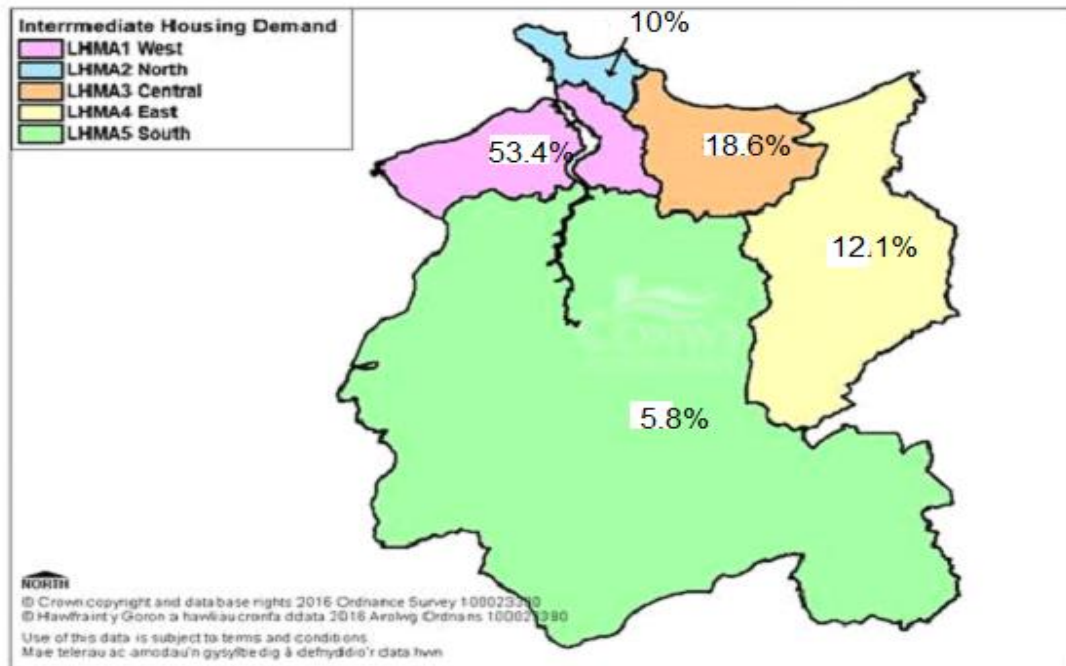 Interrmediate Housing Demand
LHMA1 West
LHMA2 North
LHMA3 Central
LHMA4 East
LHMA5 South
10%
53.4%
18.6%
12.1%
5.8%
NORTH
© Crown copyright and database rights 2016 Ordnance Survey 100023380
© Hawlfraint y Goron a hawliau cronfa ddata 2016 Arolwg Ordnans 100023380
Use of this data is subject to terms and conditions
Mae telerau ac amodau'n gysylltiedig â defnyddio'r data hwn